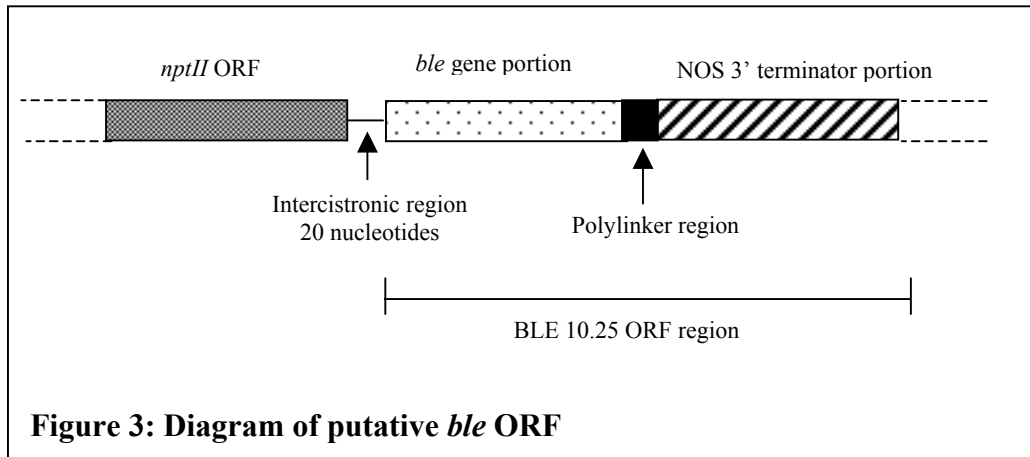 nptII ORF
ble gene portion
NOS 3’ terminator portion
Intercistronic region
20 nucleotides
Polylinker region
BLE 10.25 ORF region
Figure 3: Diagram of putative ble ORF